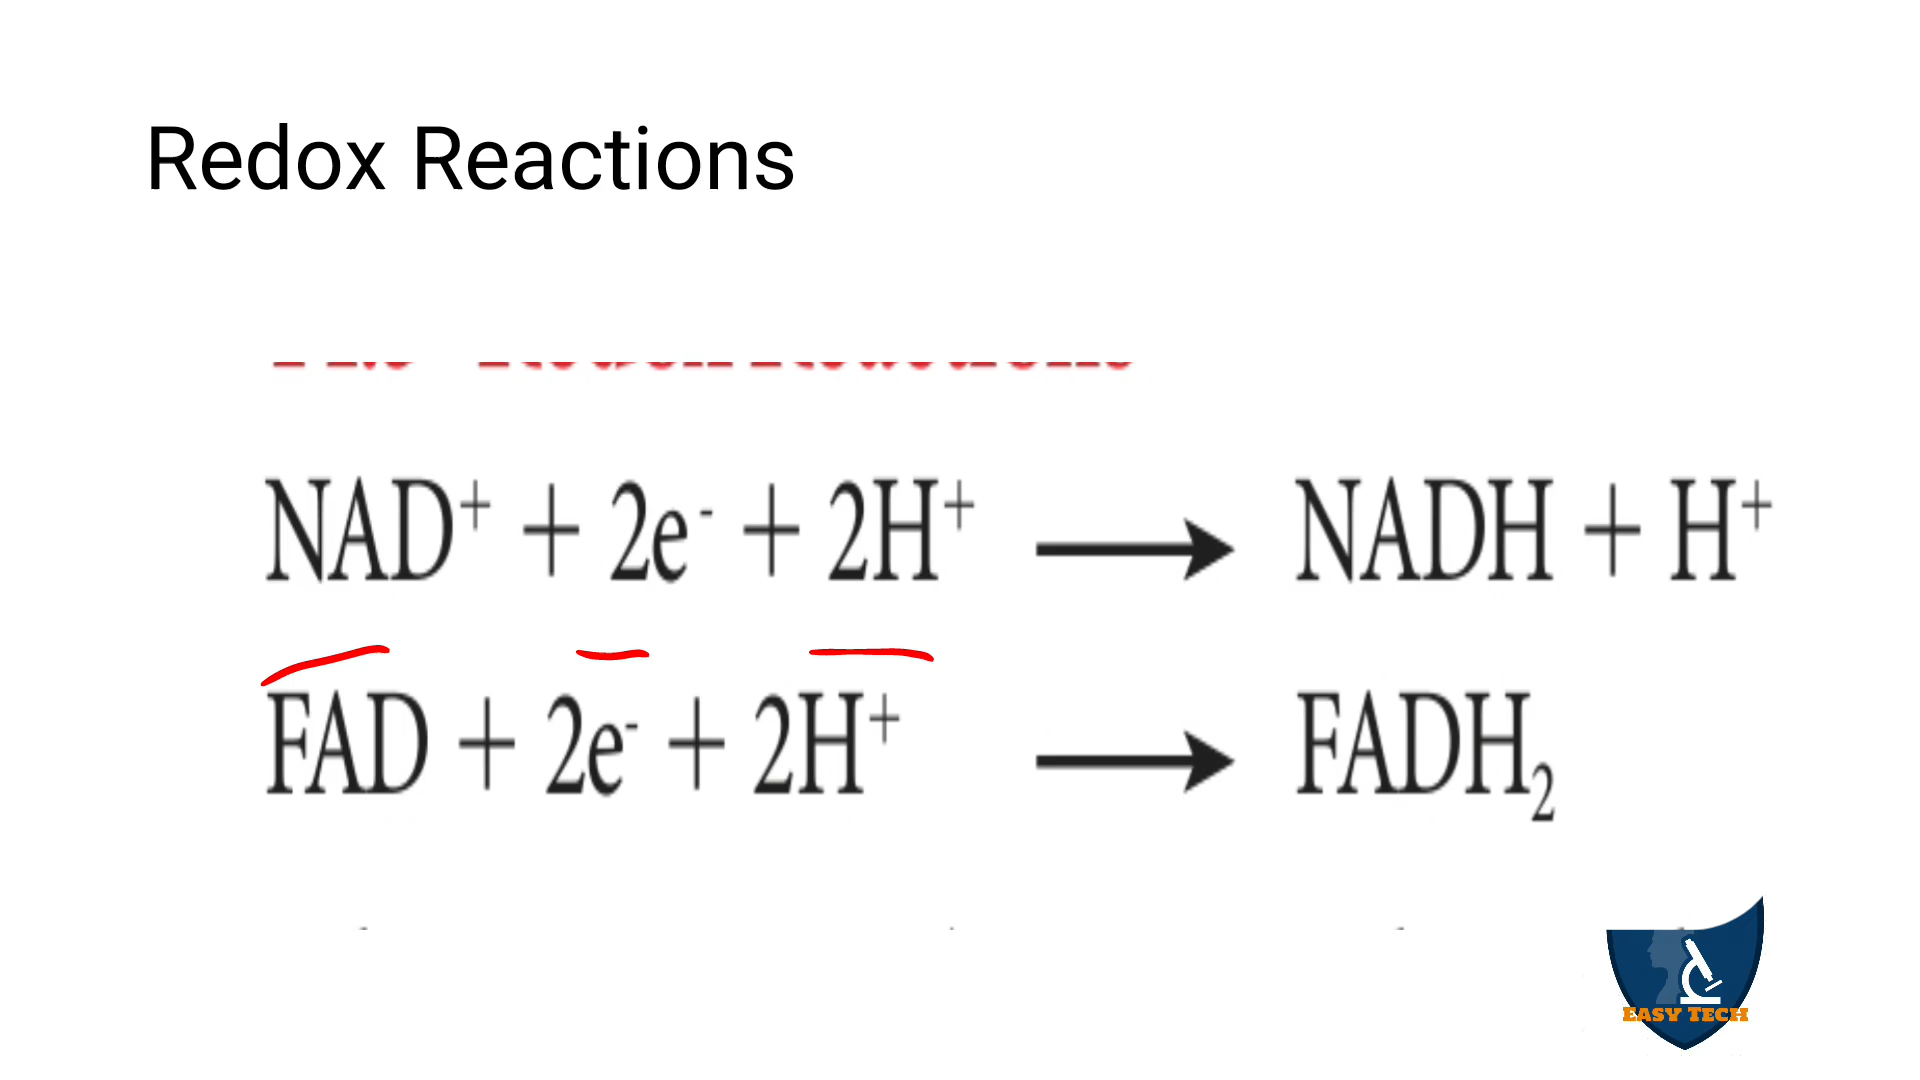 Redox Reactions
NAD⁺ + 2e⁻ + 2H⁺ → NADH + H⁺
FAD + 2e⁻ + 2H⁺ → FADH₂
EASY TECH